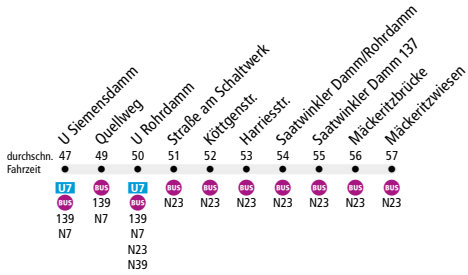 U Siemensdamm
Quellweg
U Rohrdamm
Straße am Schaltwerk
Köttgenstr.
Harriesstr.
Saatwinkler Damm/Rohrdamm
Saatwinkler Damm 137
Mäckeritzbrücke
Mäckeritzwiesen
durchschn. 47 49 50 51 52 53 54 55 56 57
Fahrzeit
U7 BUS U7 BUS BUS BUS BUS BUS BUS BUS
BUS 139 BUS N23 N23 N23 N23 N23 N23 N23
139 N7 139
N7 N7
N23
N39